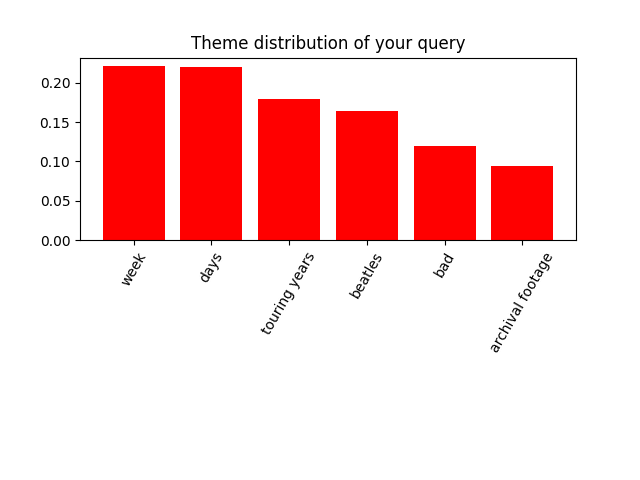 Theme distribution of your query
0.20
0.15
0.10
0.05
0.00
week
days
touring years
beatles
bad
archival footage